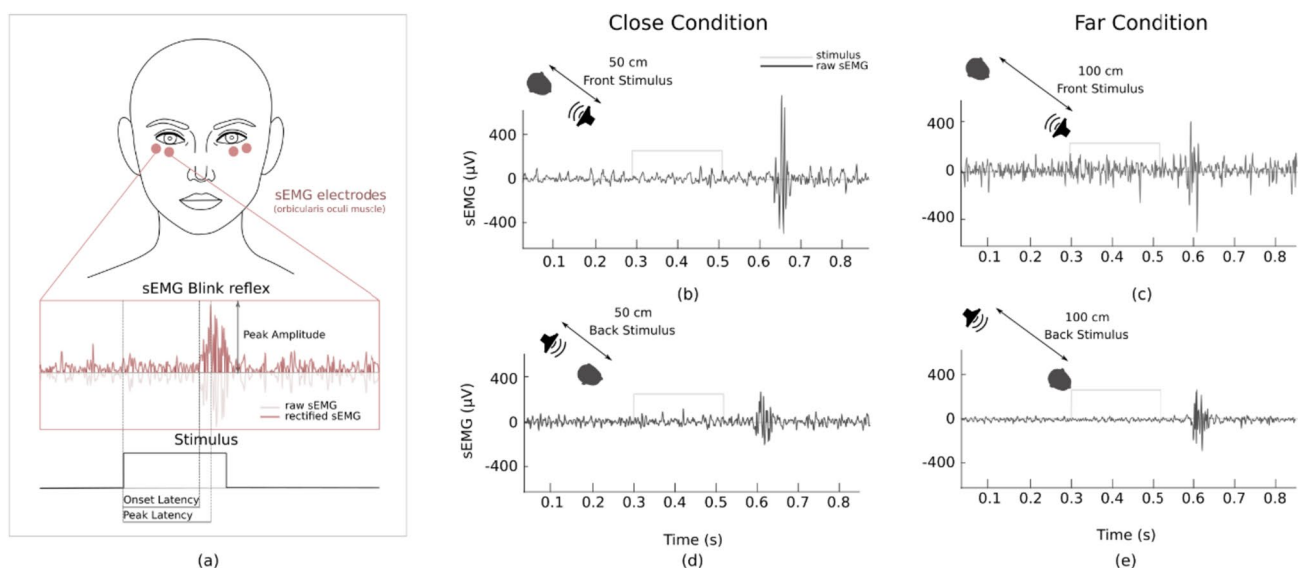 sEMG electrodes
(orbicularis oculi muscle)
sEMG Blink reflex
Peak Amplitude
raw sEMG
rectified sEMG
Stimulus
Onset Latency
Peak Latency
(a)
Close Condition
50 cm
Front Stimulus
stimulus
raw sEMG
sEMG (μV)
400
0
-400
0.1 0.2 0.3 0.4 0.5 0.6 0.7 0.8
(b)
Far Condition
100 cm
Front Stimulus
400
0
-400
0.1 0.2 0.3 0.4 0.5 0.6 0.7 0.8
(c)
50 cm
Back Stimulus
sEMG (μV)
400
0
-400
0.1 0.2 0.3 0.4 0.5 0.6 0.7 0.8
Time (s)
(d)
100 cm
Back Stimulus
400
0
-400
0.1 0.2 0.3 0.4 0.5 0.6 0.7 0.8
Time (s)
(e)